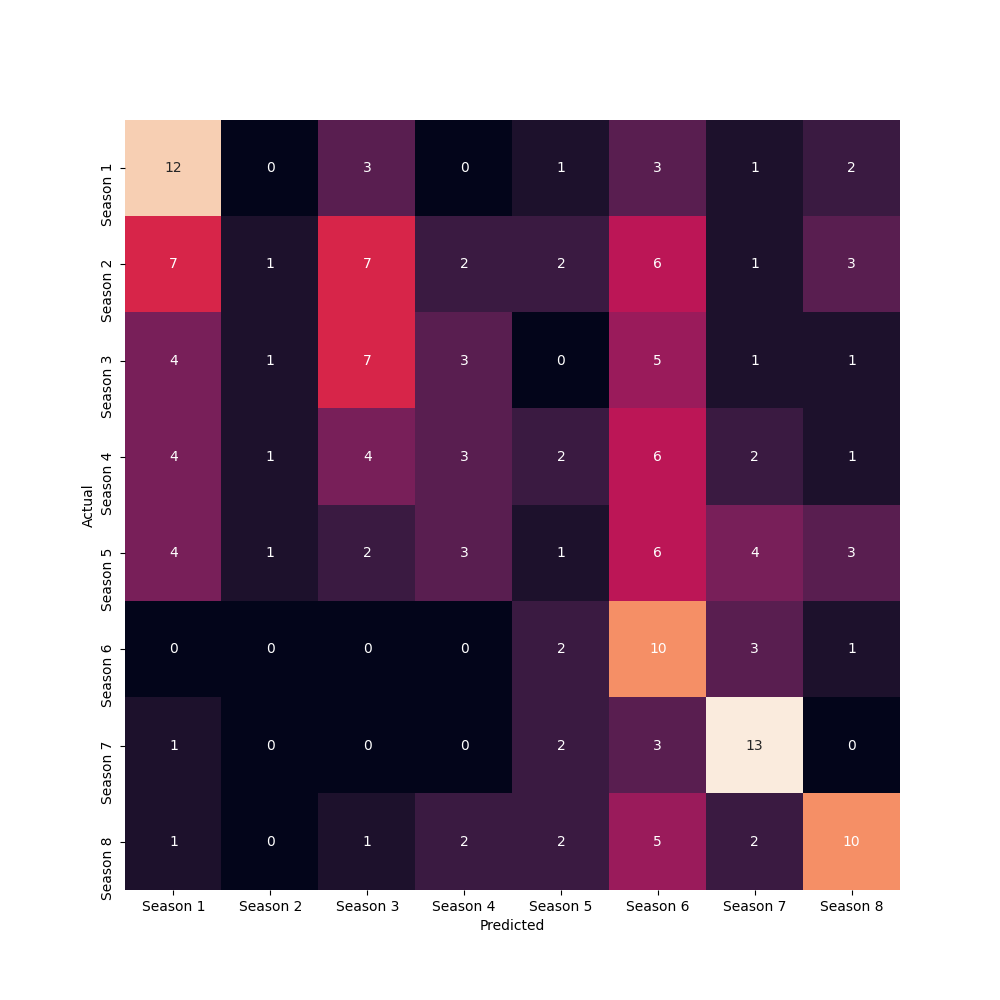 Season 1 12 0 3 0 1 3 1 2
Season 2 7 1 7 2 2 6 1 3
Season 3 4 1 7 3 0 5 1 1
Season 4 4 1 4 3 2 6 2 1
Actual
Season 5 4 1 2 3 1 6 4 3
Season 6 0 0 0 0 2 10 3 1
Season 7 1 0 0 0 2 3 13 0
Season 8 1 0 1 2 2 5 2 10
Season 1 Season 2 Season 3 Season 4 Season 5 Season 6 Season 7 Season 8
Predicted